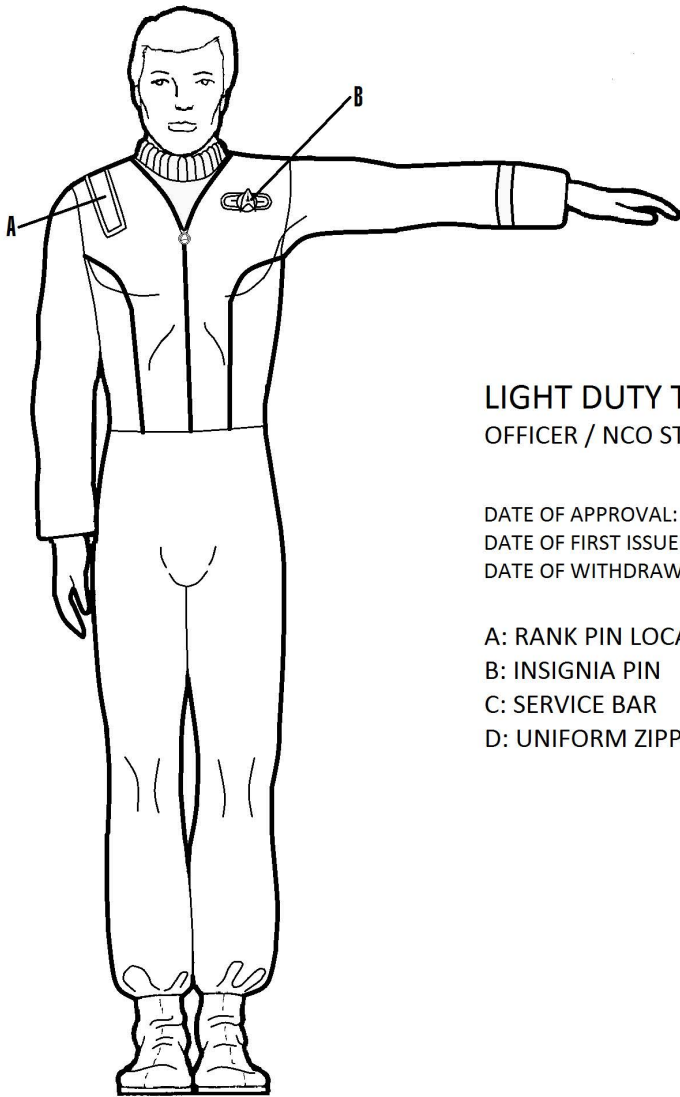 B
A
LIGHT DUTY T
OFFICER / NCO ST
DATE OF APPROVAL:
DATE OF FIRST ISSUE
DATE OF WITHDRAW
A: RANK PIN LOCA
B: INSIGNIA PIN
C: SERVICE BAR
D: UNIFORM ZIPP